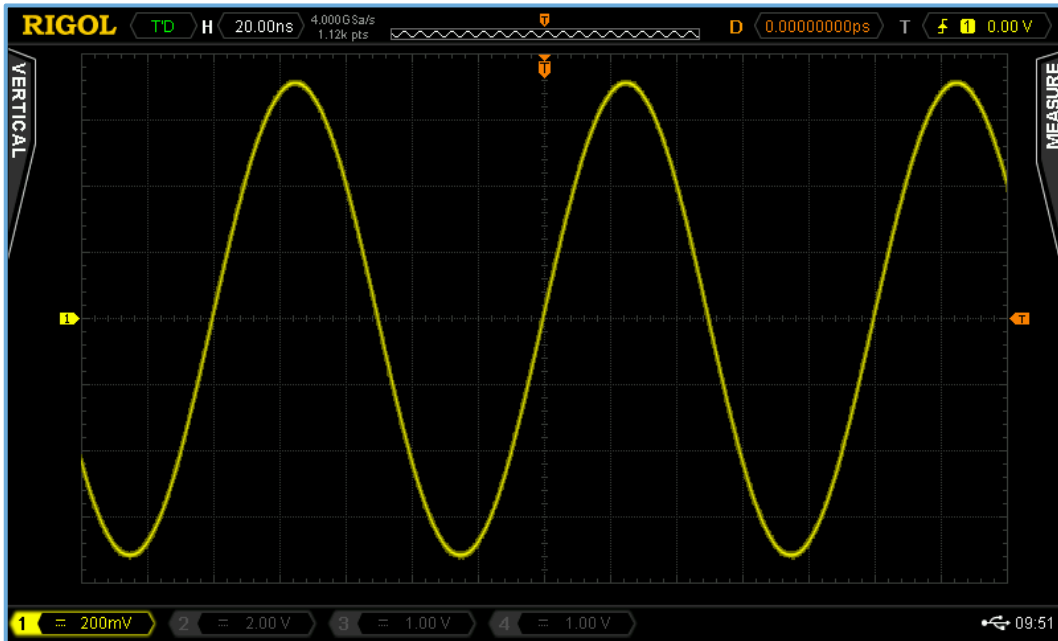 RIGOL T'D H 20.00ns 4.000GSa/s D 0.00000000ps T 1 0.00 V
1.12k pts
T
T
VERTICAL
MEASURE
1
T
1 200mV 2 2.00 V 3 1.00 V 4 1.00 V 09:51